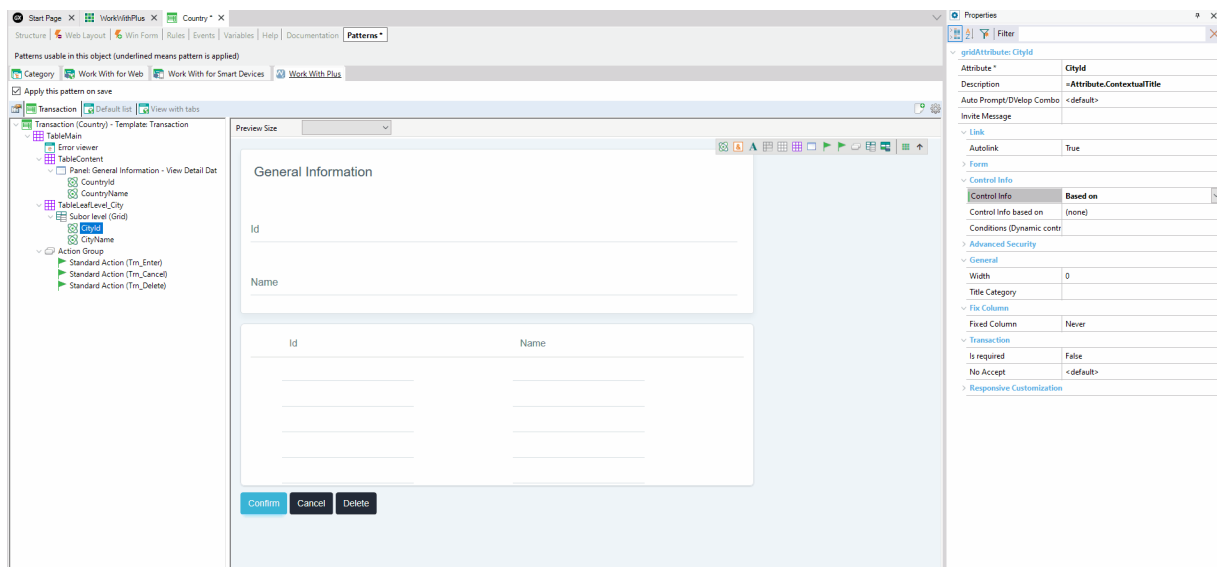 Start Page X WorkWithPlus X Country * X
Structure | Web Layout | Win Form | Rules | Events | Variables | Help | Documentation | Patterns *
Patterns usable in this object (underlined means pattern is applied)
Category Work With for Web Work With for Smart Devices Work With Plus
Apply this pattern on save
Transaction Default list View with tabs
Transaction (Country) - Template: Transaction
TableMain
Error viewer
TableContent
Panel: General Information - View Detail Dat
CountryId
CountryName
TableLeafLevel_City
Subor level (Grid)
CityId
CityName
Action Group
Standard Action (Trn_Enter)
Standard Action (Trn_Cancel)
Standard Action (Trn_Delete)
Preview Size
General Information
Id
Name
Id Name
Confirm Cancel Delete
Properties
Filter
gridAttribute: CityId
Attribute * CityId
Description =Attribute.ContextualTitle
Auto Prompt/DVelop Combo <default>
Invite Message
Link
Autolink True
Form
Control Info
Control Info Based on
Control Info based on (none)
Conditions (Dynamic contr
Advanced Security
General
Width 0
Title Category
Fix Column
Fixed Column Never
Transaction
Is required False
No Accept <default>
Responsive Customization